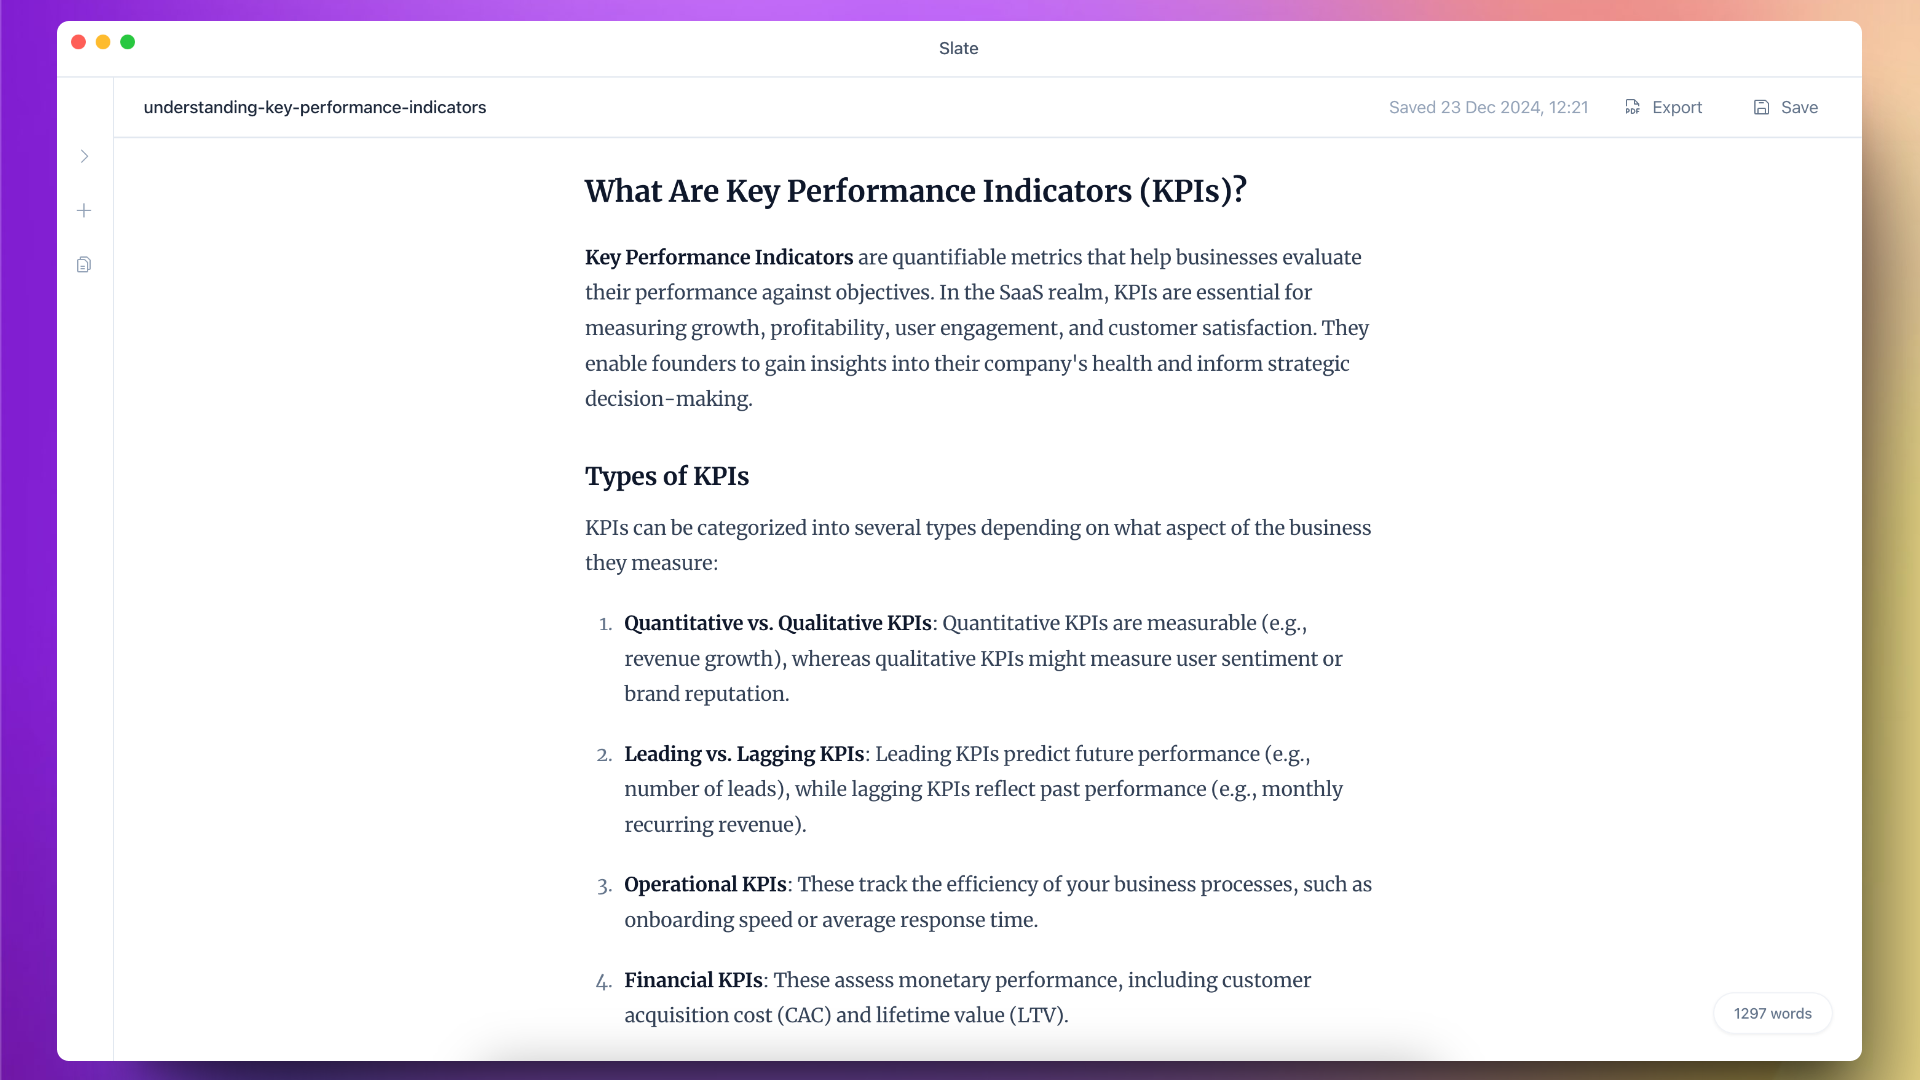 Slate
understanding-key-performance-indicators
Saved 23 Dec 2024, 12:21
PDF
Export
Save
What Are Key Performance Indicators (KPIs)?
Key Performance Indicators are quantifiable metrics that help businesses evaluate
their performance against objectives. In the SaaS realm, KPIs are essential for
measuring growth, profitability, user engagement, and customer satisfaction. They
enable founders to gain insights into their company's health and inform strategic
decision-making.
Types of KPIs
KPIs can be categorized into several types depending on what aspect of the business
they measure:
1. Quantitative vs. Qualitative KPIs: Quantitative KPIs are measurable (e.g.,
revenue growth), whereas qualitative KPIs might measure user sentiment or
brand reputation.
2. Leading vs. Lagging KPIs: Leading KPIs predict future performance (e.g.,
number of leads), while lagging KPIs reflect past performance (e.g., monthly
recurring revenue).
3. Operational KPIs: These track the efficiency of your business processes, such as
onboarding speed or average response time.
4. Financial KPIs: These assess monetary performance, including customer
acquisition cost (CAC) and lifetime value (LTV).
1297 words